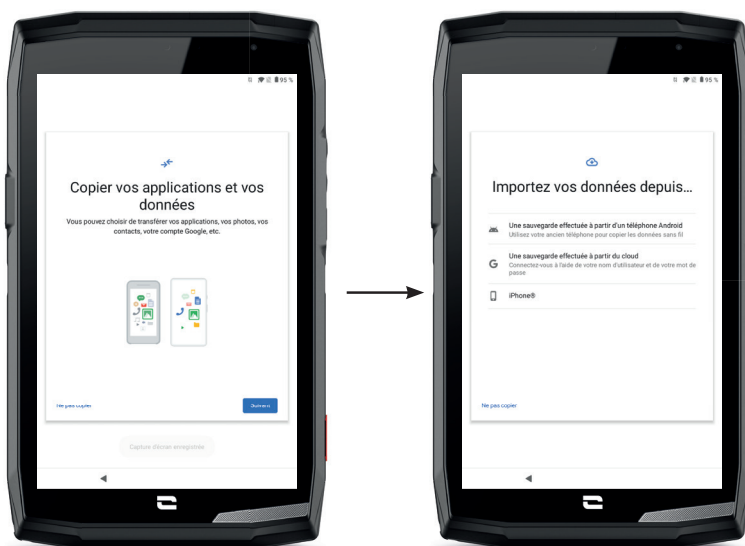 95 %
Copier vos applications et vos
données
Vous pouvez choisir de transférer vos applications, vos photos, vos
contacts, votre compte Google, etc.
Ne pas copier
Suivant
Capture d'écran enregistrée
95 %
Importez vos données depuis...
Une sauvegarde effectuée à partir d'un téléphone Android
Utilisez votre ancien téléphone pour copier les données sans fil
Une sauvegarde effectuée à partir du cloud
Connectez-vous à l'aide de votre nom d'utilisateur et de votre mot de
passe
iPhone®
Ne pas copier